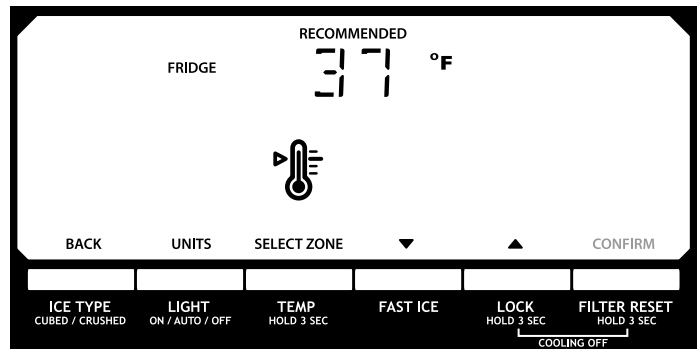 RECOMMENDED
FRIDGE 37 °F
BACK UNITS SELECT ZONE ▼ ▲ CONFIRM
ICE TYPE LIGHT TEMP FAST ICE LOCK FILTER RESET
CUBED / CRUSHED ON / AUTO / OFF HOLD 3 SEC HOLD 3 SEC HOLD 3 SEC
COOLING OFF